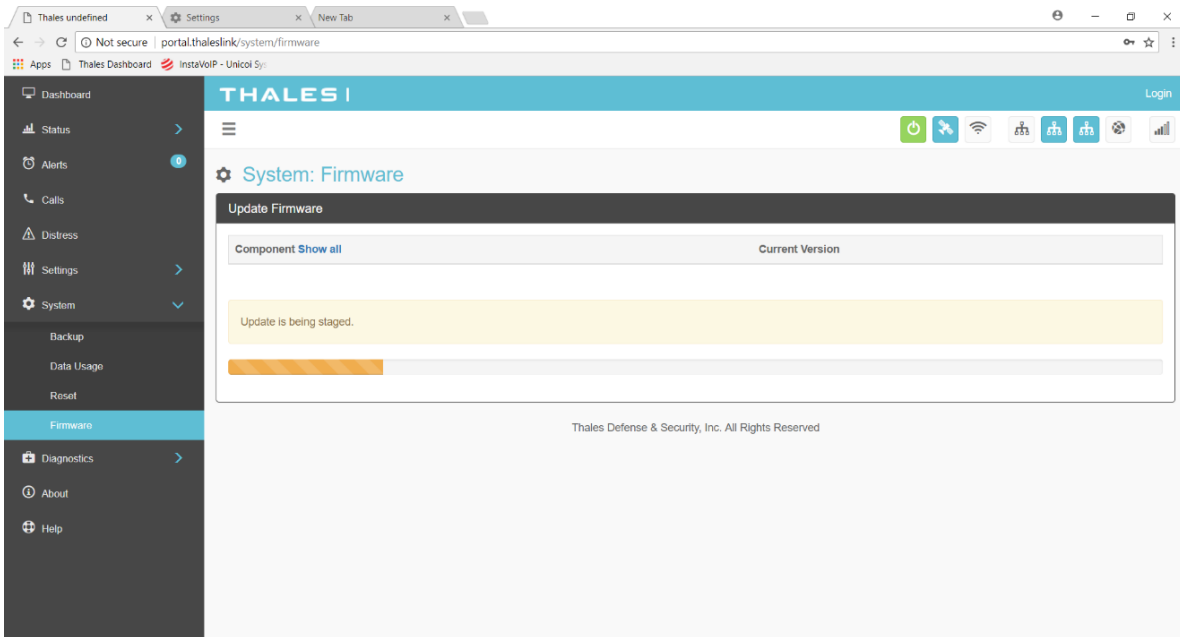 Thales undefined
Settings
New Tab
Not secure | portal.thaleslink/system/firmware
Apps
Thales Dashboard
InstaVoIP - Unicoi Sy
Dashboard
THALES
Login
Status
Alerts
0
Calls
Distress
Settings
System
Backup
Data Usage
Reset
Firmware
Diagnostics
About
Help
System: Firmware
Update Firmware
Component Show all
Current Version
Update is being staged.
Thales Defense & Security, Inc. All Rights Reserved